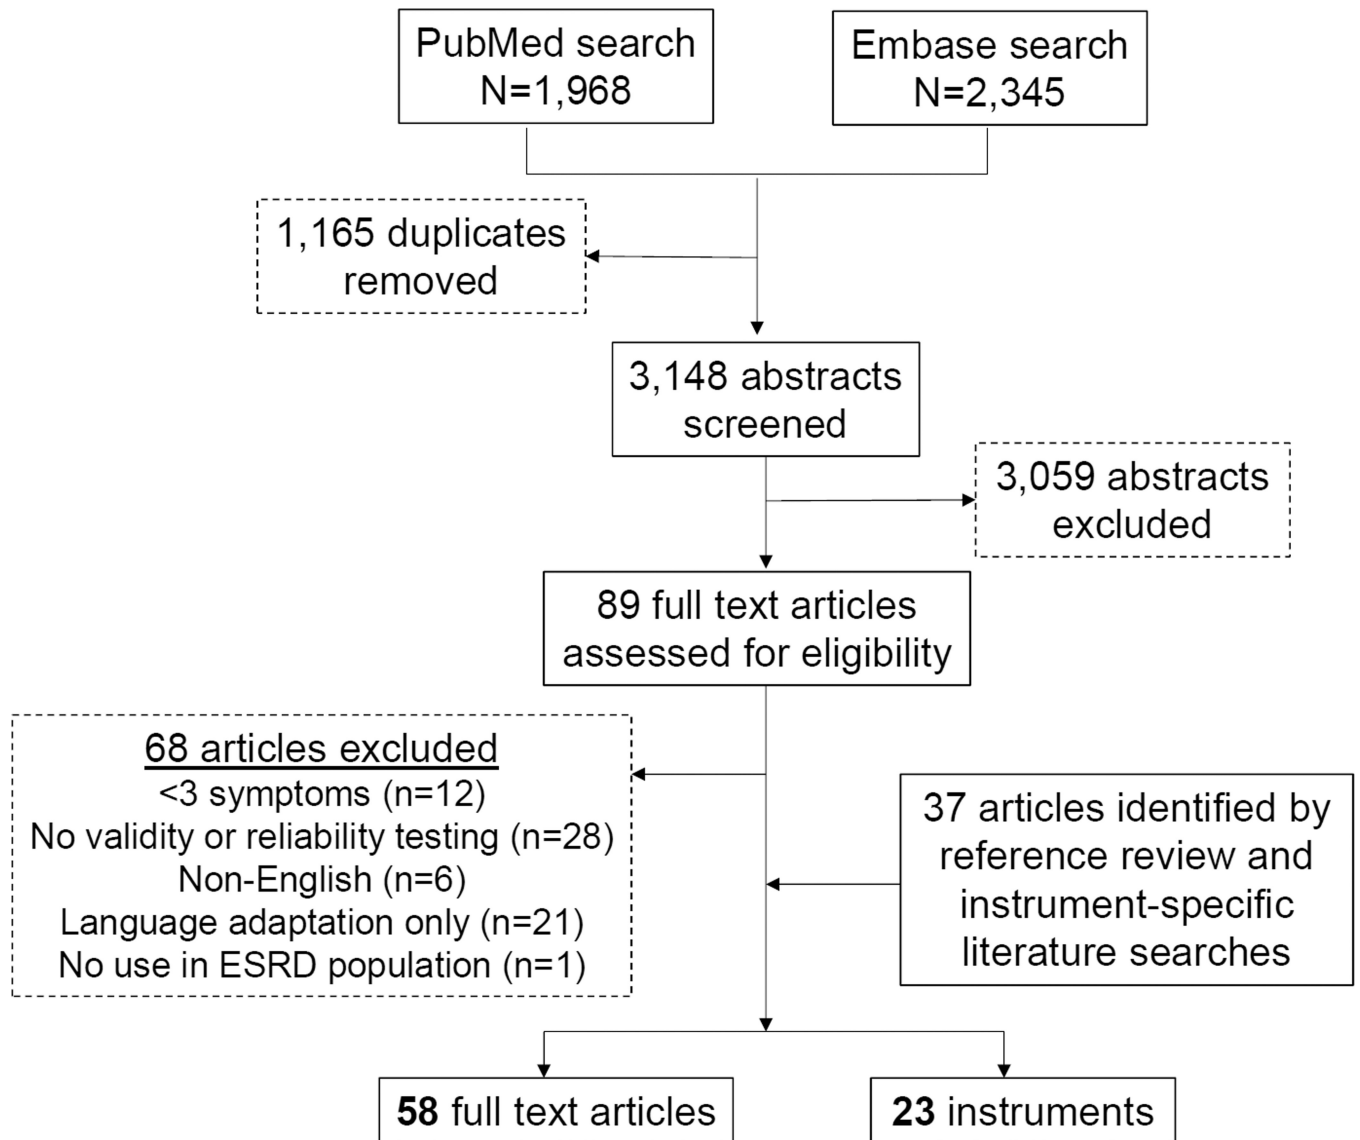 PubMed search
N=1,968
Embase search
N=2,345
1,165 duplicates
removed
3,148 abstracts
screened
3,059 abstracts
excluded
89 full text articles
assessed for eligibility
68 articles excluded
<3 symptoms (n=12)
No validity or reliability testing (n=28)
Non-English (n=6)
Language adaptation only (n=21)
No use in ESRD population (n=1)
37 articles identified by
reference review and
instrument-specific
literature searches
58 full text articles
23 instruments